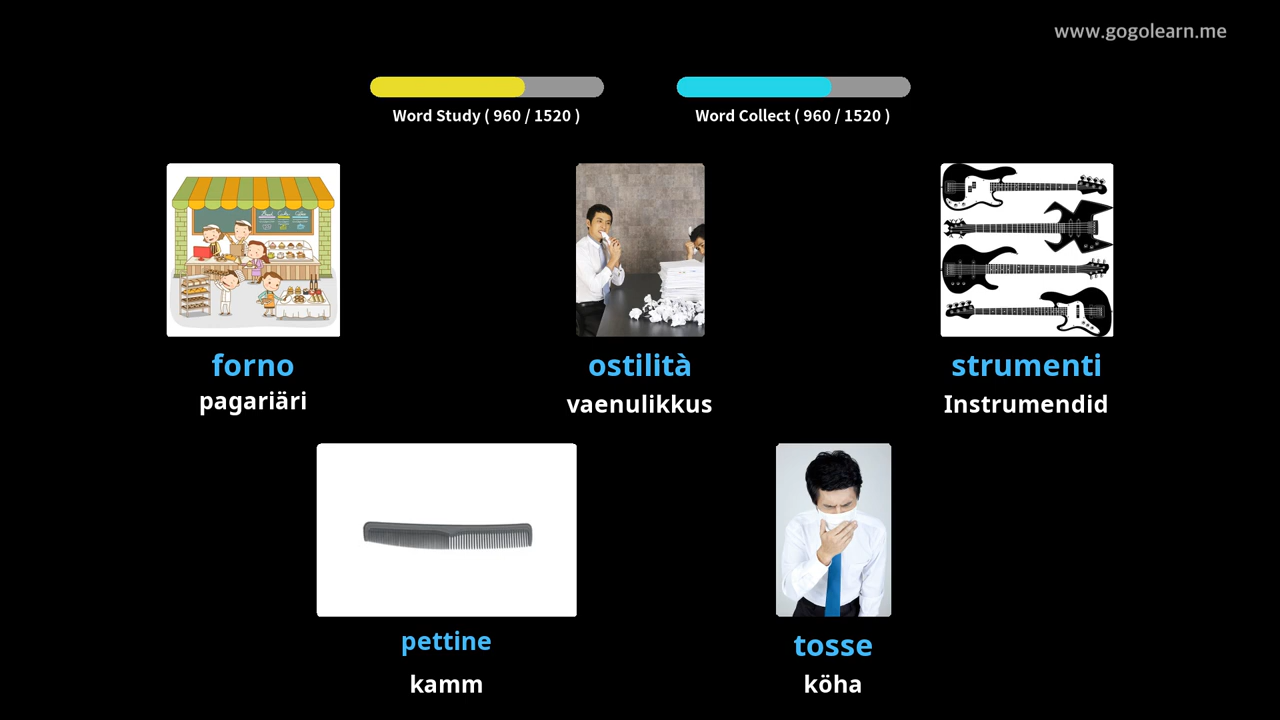 www.gogolearn.me
Word Study ( 960 / 1520 )
Word Collect ( 960 / 1520 )
forno
pagariäri
ostilità
vaenulikkus
strumenti
Instrumendid
pettine
kamm
tosse
köha